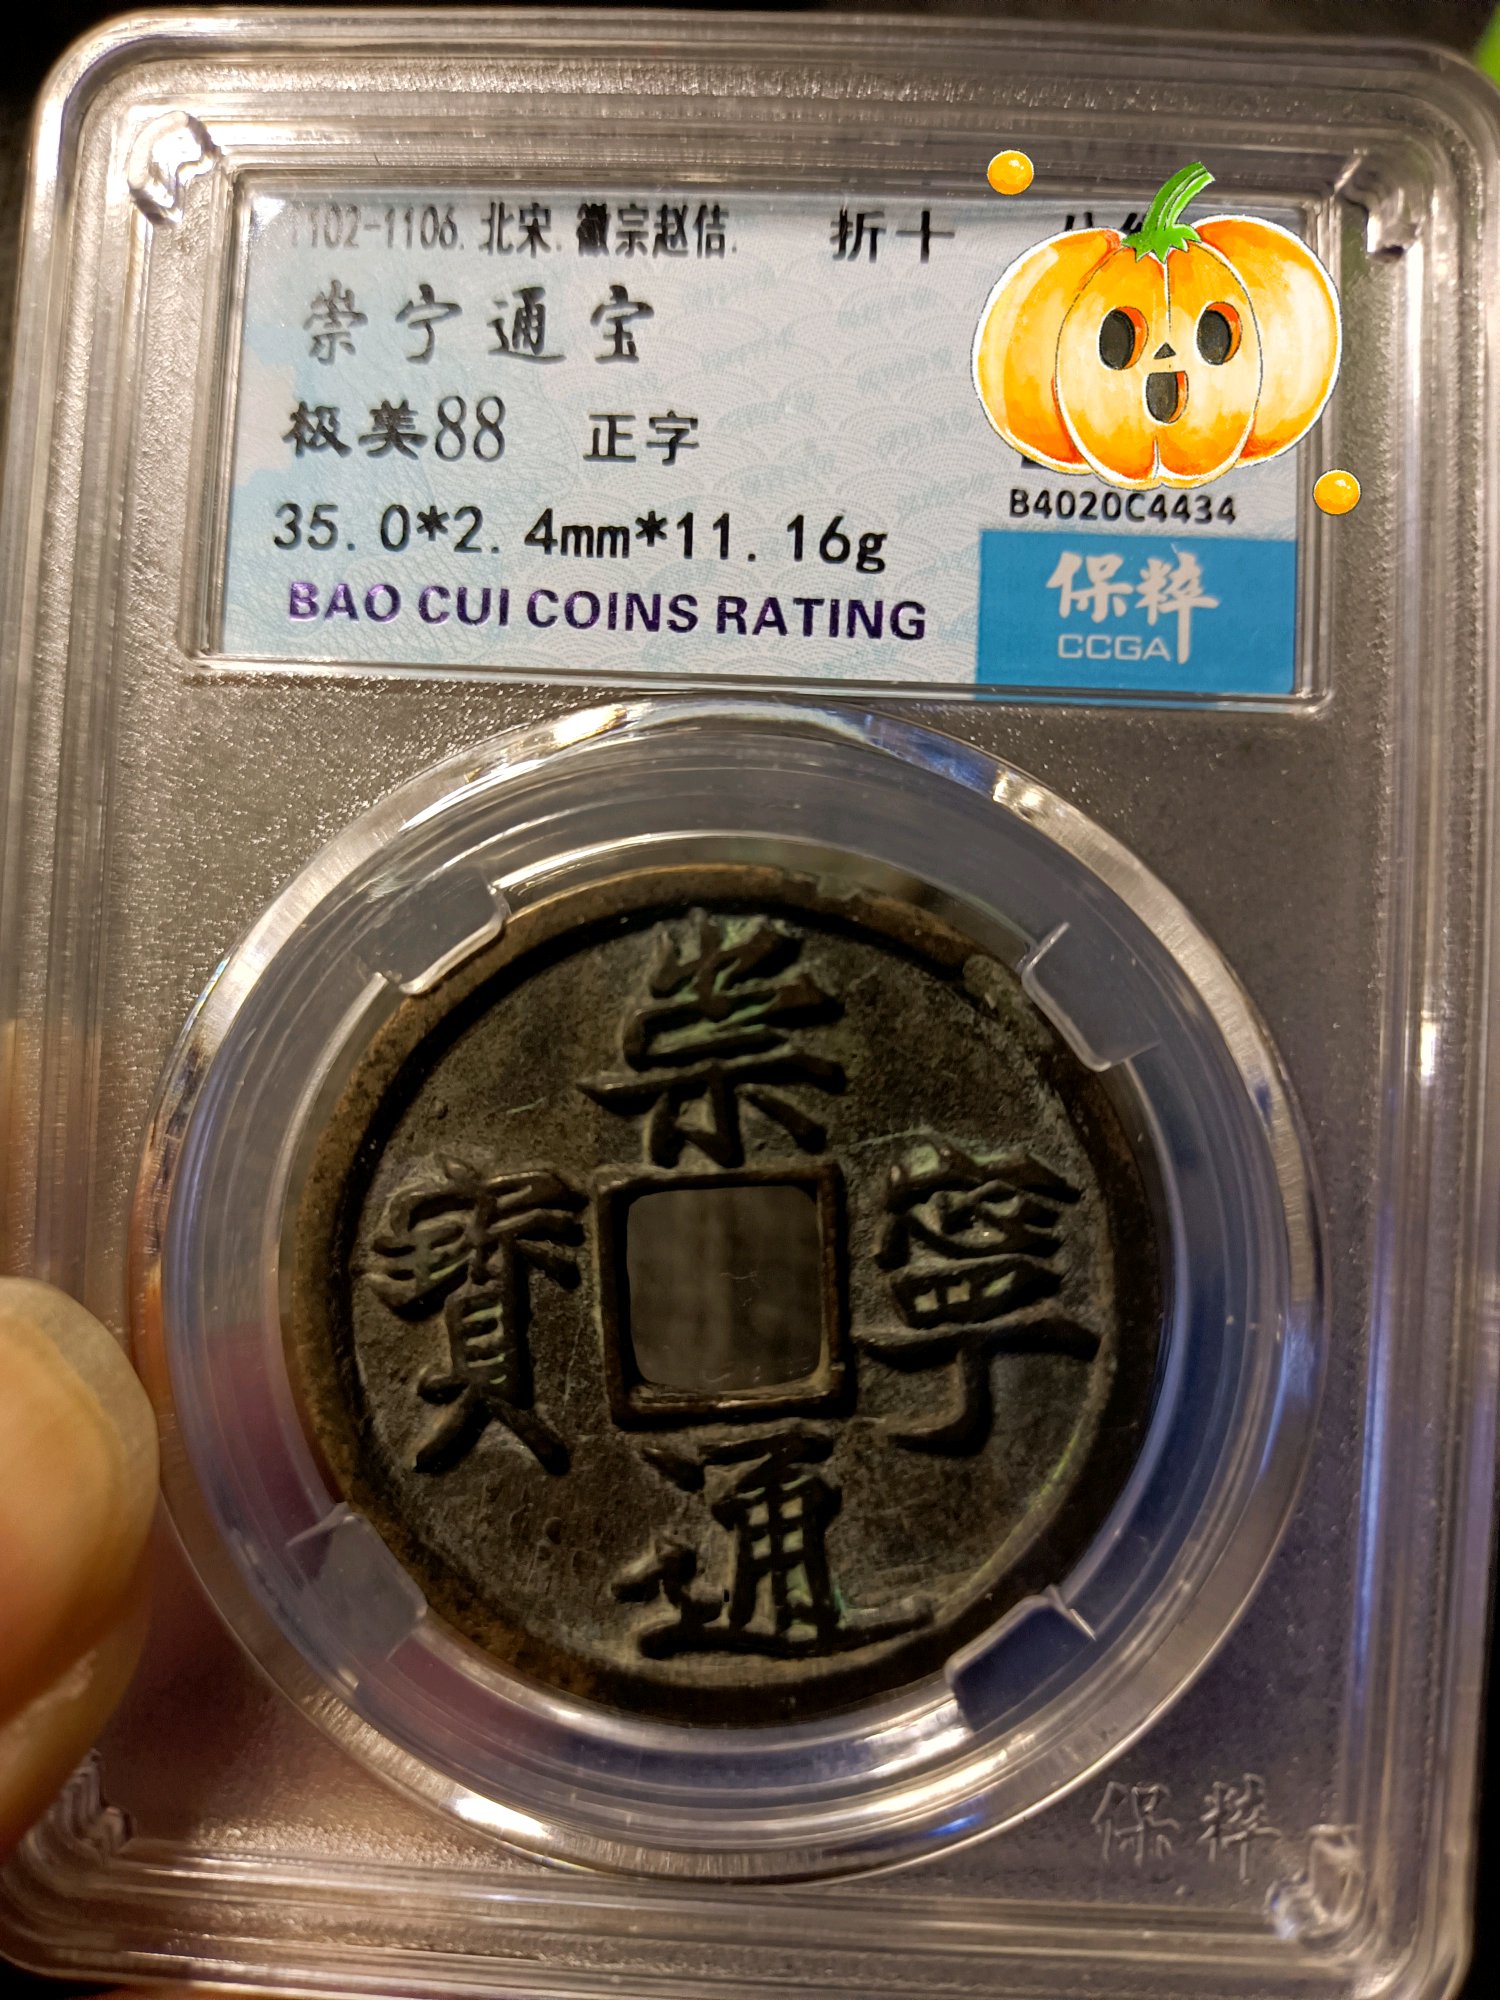 1102-1106.北宋.徽宗赵佶. 折十
崇宁通宝
极美88 正字
35.0*2.4mm*11.16g
B4020C4434
BAO CUI COINS RATING
保粹
CCGA
崇寧通寳
保粹